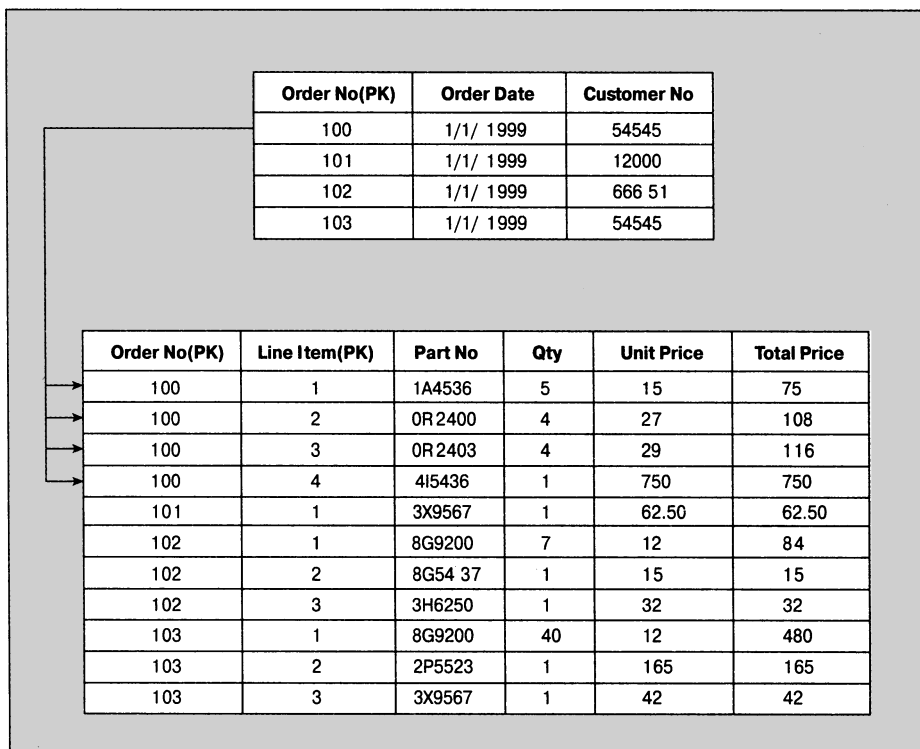 Order No(PK) Order Date Customer No
100 1/1/ 1999 54545
101 1/1/ 1999 12000
102 1/1/ 1999 666 51
103 1/1/ 1999 54545
Order No(PK) Line Item(PK) Part No Qty Unit Price Total Price
100 1 1A4536 5 15 75
100 2 0R2400 4 27 108
100 3 0R2403 4 29 116
100 4 4I5436 1 750 750
101 1 3X9567 1 62.50 62.50
102 1 8G9200 7 12 84
102 2 8G54 37 1 15 15
102 3 3H6250 1 32 32
103 1 8G9200 40 12 480
103 2 2P5523 1 165 165
103 3 3X9567 1 42 42